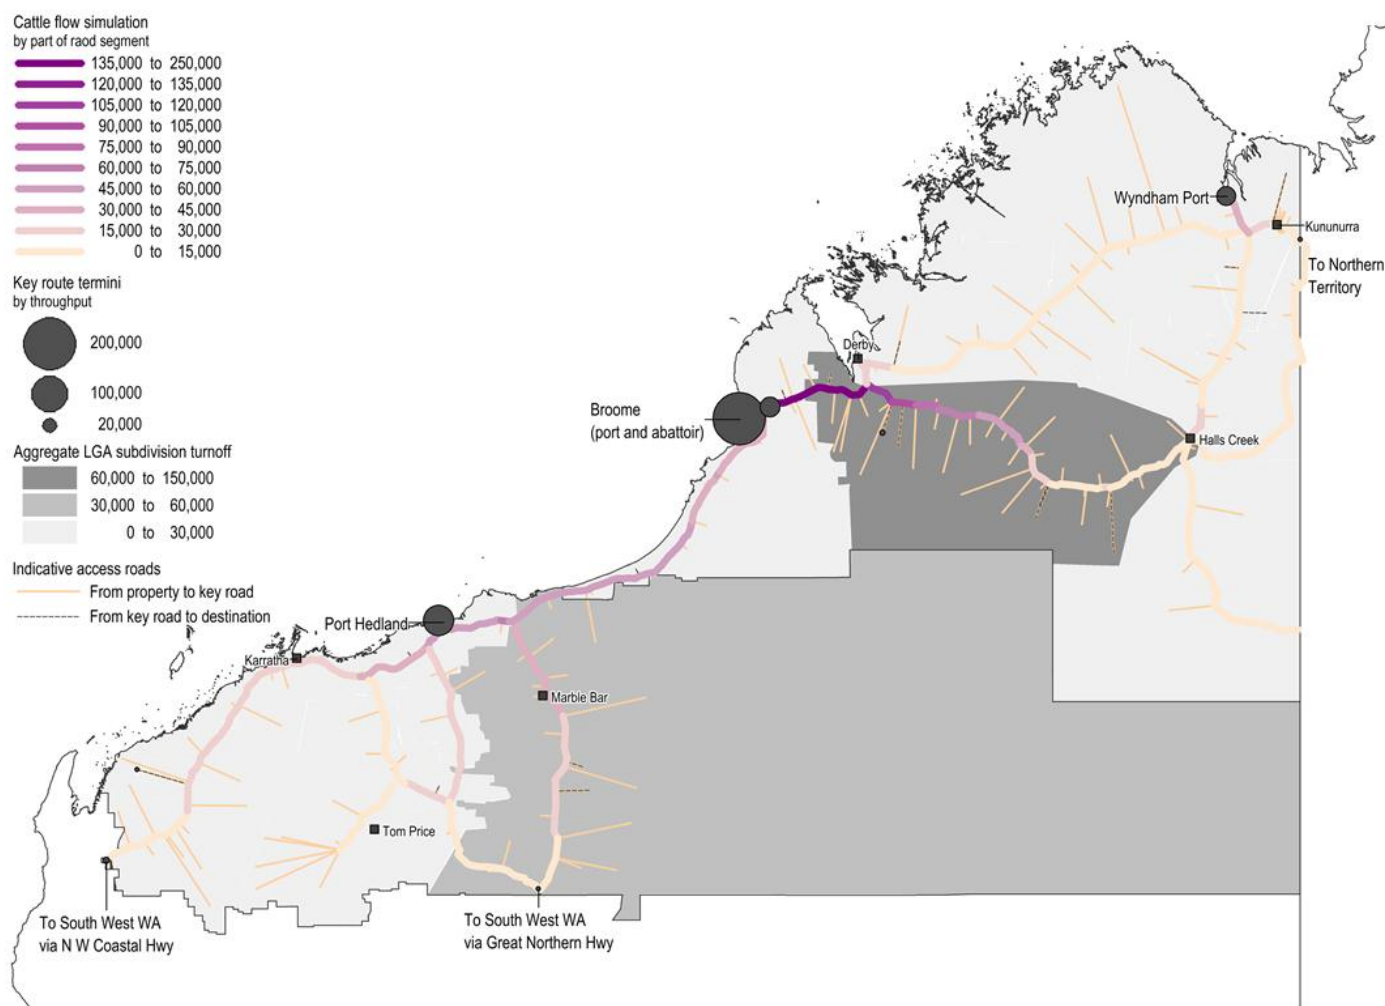 Cattle flow simulation
by part of raod segment
135,000 to 250,000
120,000 to 135,000
105,000 to 120,000
90,000 to 105,000
75,000 to 90,000
60,000 to 75,000
45,000 to 60,000
30,000 to 45,000
15,000 to 30,000
0 to 15,000
Key route termini
by throughput
200,000
100,000
20,000
Aggregate LGA subdivision turnoff
60,000 to 150,000
30,000 to 60,000
0 to 30,000
Indicative access roads
From property to key road
From key road to destination
Wyndham Port
Kununurra
To Northern
Territory
Derby
Broome
(port and abattoir)
Halls Creek
Port Hedland
Karratha
Marble Bar
Tom Price
To South West WA
via N W Coastal Hwy
To South West WA
via Great Northern Hwy